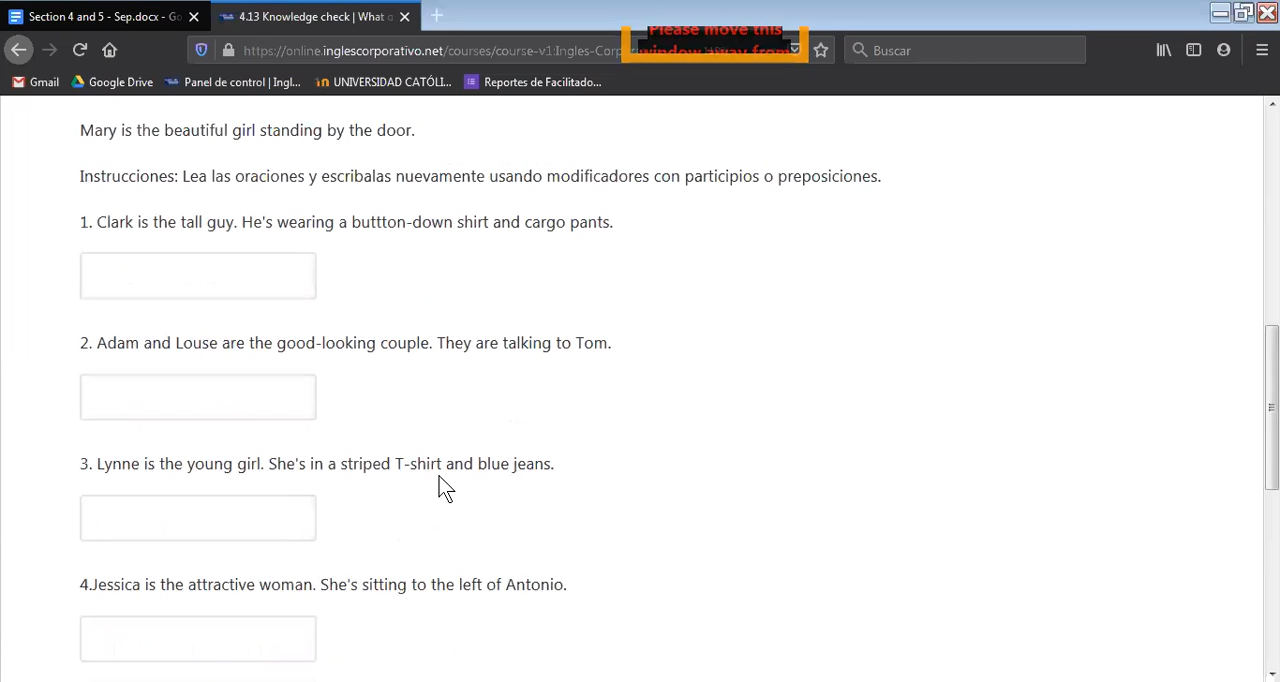 Section 4 and 5 - Sep.docx - Go
4.13 Knowledge check | What
Please move this
window away from
https://online.inglescorporativo.net/courses/course-v1:Ingles-Corp
Buscar
Gmail
Google Drive
Panel de control | Ingl...
UNIVERSIDAD CATÓLI...
Reportes de Facilitado...
Mary is the beautiful girl standing by the door.
Instrucciones: Lea las oraciones y escribalas nuevamente usando modificadores con participios o preposiciones.
1. Clark is the tall guy. He's wearing a buttton-down shirt and cargo pants.
2. Adam and Louse are the good-looking couple. They are talking to Tom.
3. Lynne is the young girl. She's in a striped T-shirt and blue jeans.
4.Jessica is the attractive woman. She's sitting to the left of Antonio.